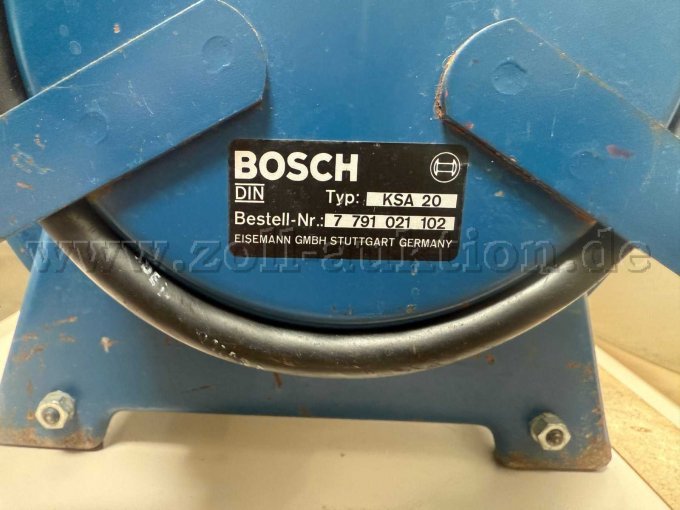 BOSCH
DIN Typ: KSA 20
Bestell-Nr.: 7 791 021 102
EISEMANN GMBH STUTTGART GERMANY
www.zoll-auktion.de